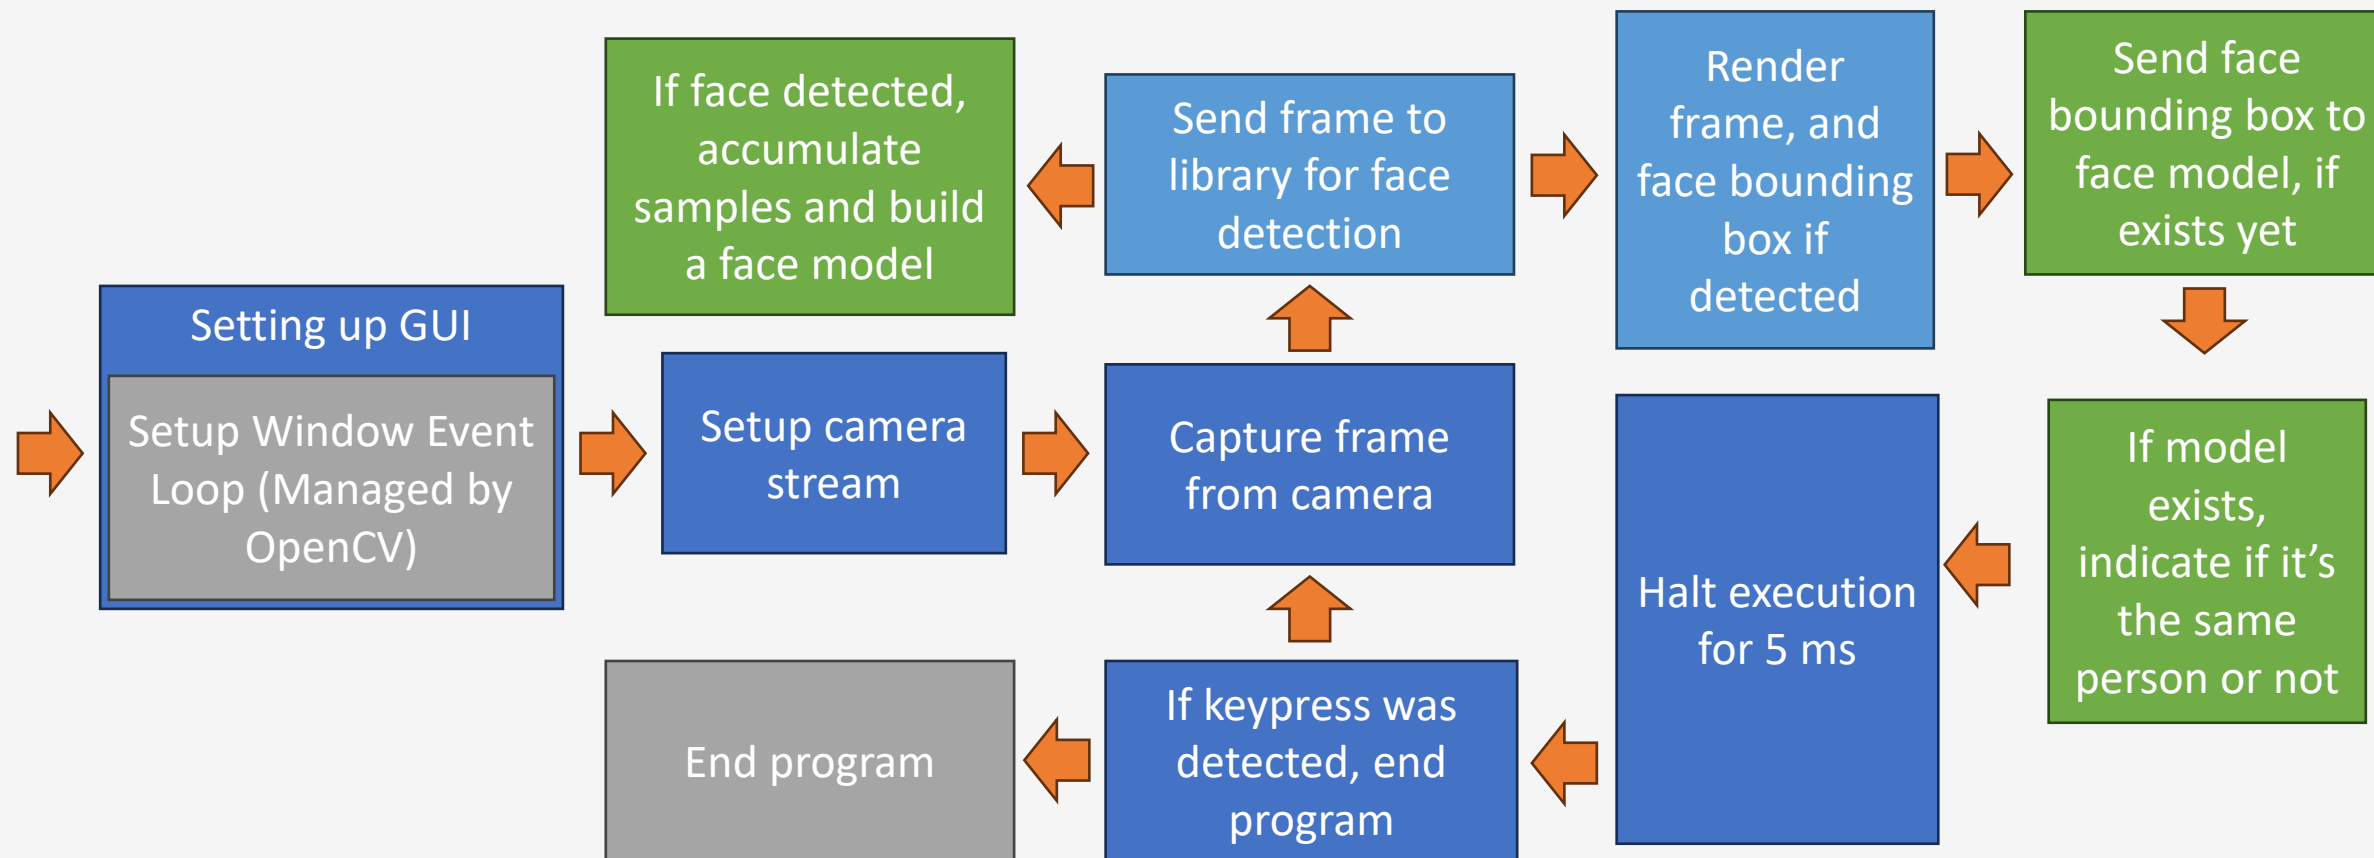 If face detected,
accumulate
samples and build
a face model
Send frame to
library for face
detection
Render
frame, and
face bounding
box if
detected
Send face
bounding box to
face model, if
exists yet
Setting up GUI
Setup Window Event
Loop (Managed by
OpenCV)
Setup camera
stream
Capture frame
from camera
Halt execution
for 5 ms
If model
exists,
indicate if it’s
the same
person or not
End program
If keypress was
detected, end
program